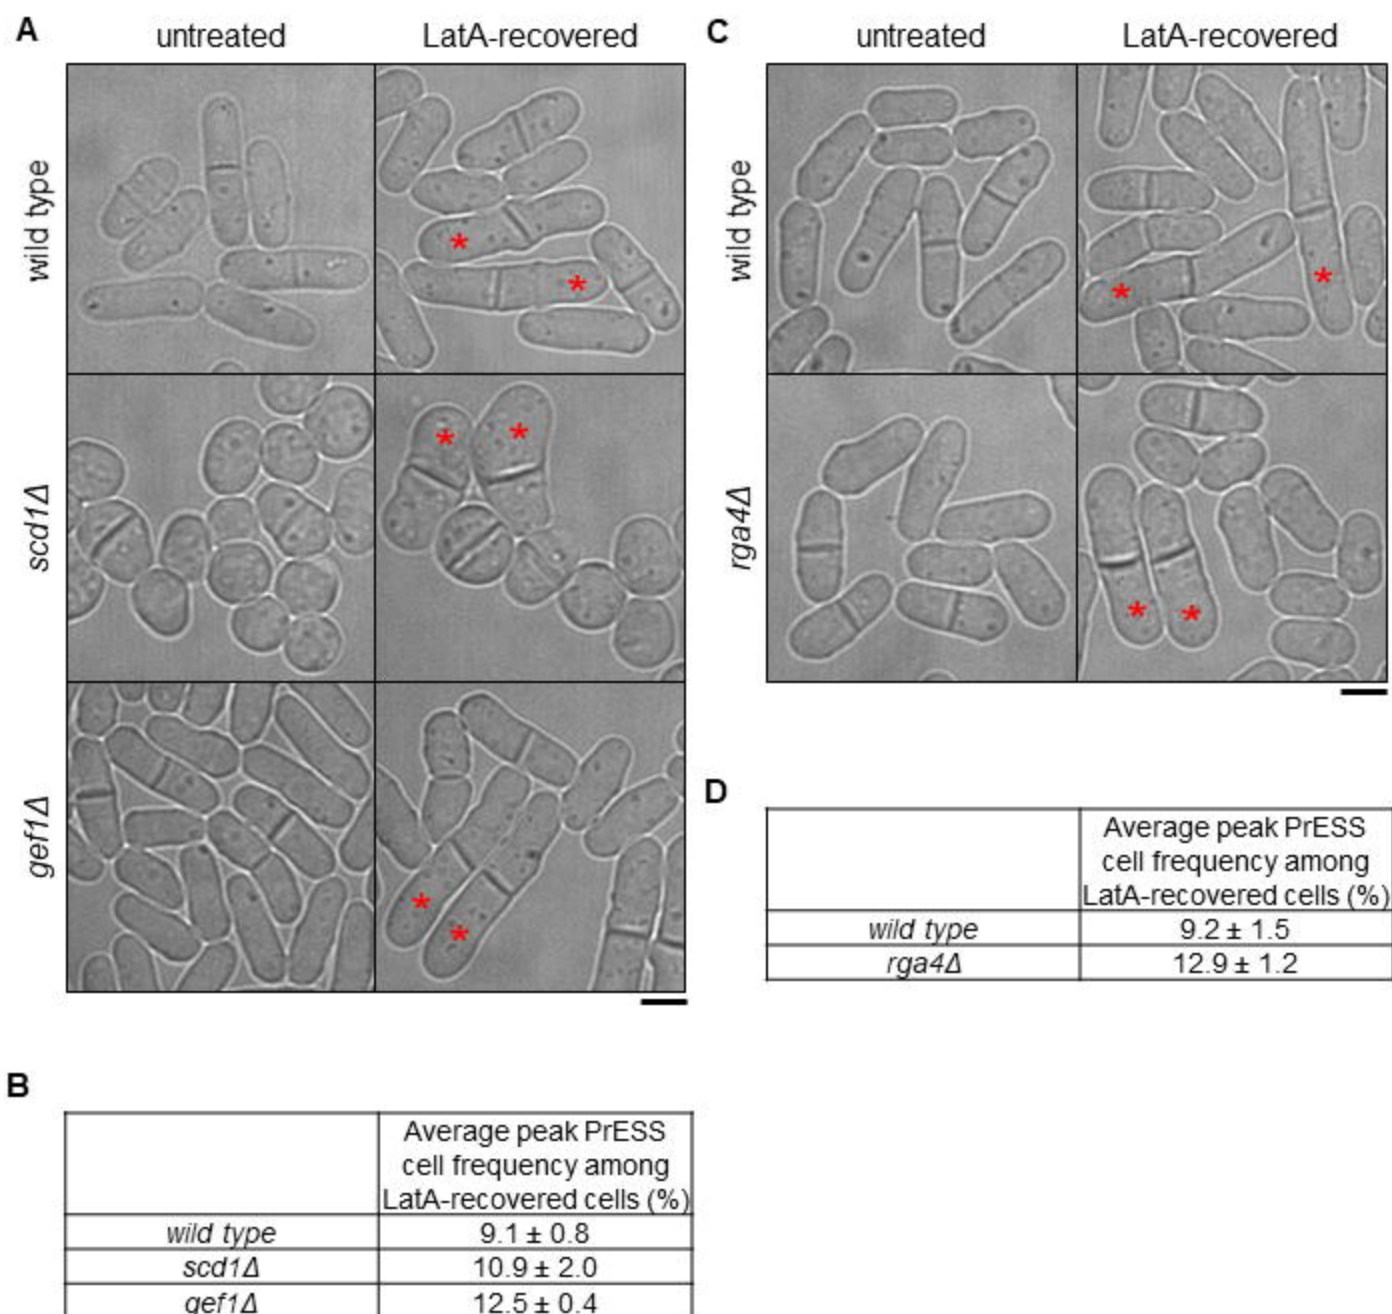 A
untreated
LatA-recovered
wild type
*
*
scd1Δ
*
*
gef1Δ
*
*
B
Average peak PrESS
cell frequency among
LatA-recovered cells (%)
wild type 9.1 ± 0.8
scd1Δ 10.9 ± 2.0
gef1Δ 12.5 ± 0.4
C
untreated
LatA-recovered
wild type
*
*
rga4Δ
*
*
D
Average peak PrESS
cell frequency among
LatA-recovered cells (%)
wild type 9.2 ± 1.5
rga4Δ 12.9 ± 1.2